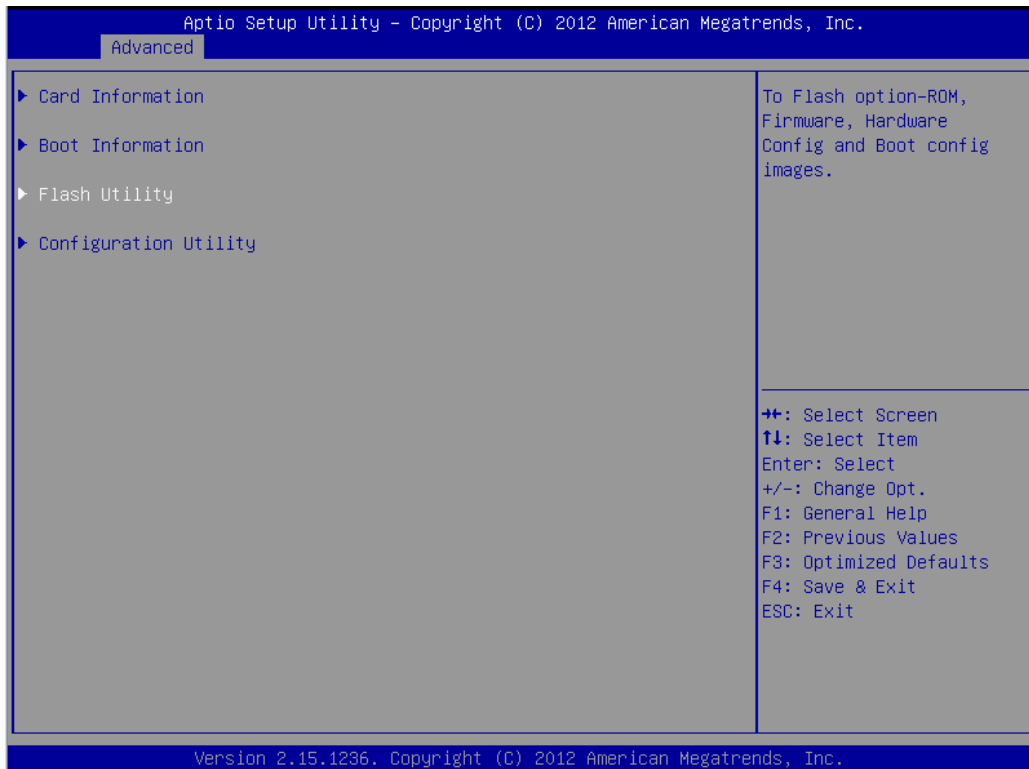 Aptio Setup Utility – Copyright (C) 2012 American Megatrends, Inc.
Advanced
▶ Card Information
▶ Boot Information
▶ Flash Utility
▶ Configuration Utility
To Flash option-ROM,
Firmware, Hardware
Config and Boot config
images.
→←: Select Screen
↑↓: Select Item
Enter: Select
+/-: Change Opt.
F1: General Help
F2: Previous Values
F3: Optimized Defaults
F4: Save & Exit
ESC: Exit
Version 2.15.1236. Copyright (C) 2012 American Megatrends, Inc.